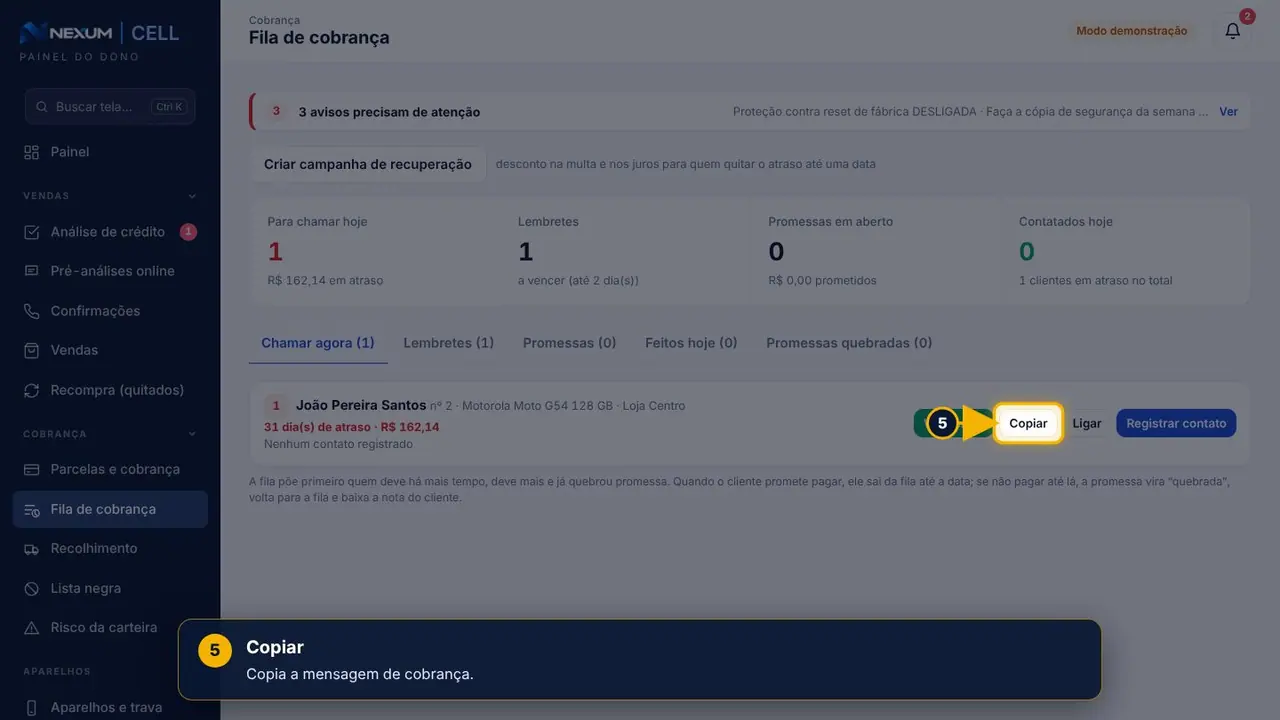 NEXUM | CELL
PAINEL DO DONO
Buscar tela... Ctrl K
Painel
VENDAS
Análise de crédito 1
Pré-análises online
Confirmações
Vendas
Recompra (quitados)
COBRANÇA
Parcelas e cobrança
Fila de cobrança
Recolhimento
Lista negra
Risco da carteira
APARELHOS
Aparelhos e trava
Cobrança
Fila de cobrança
Modo demonstração
2
3 3 avisos precisam de atenção
Proteção contra reset de fábrica DESLIGADA · Faça a cópia de segurança da semana ... Ver
Criar campanha de recuperação desconto na multa e nos juros para quem quitar o atraso até uma data
Para chamar hoje Lembretes Promessas em aberto Contatados hoje
1 1 0 0
R$ 162,14 em atraso a vencer (até 2 dia(s)) R$ 0,00 prometidos 1 clientes em atraso no total
Chamar agora (1) Lembretes (1) Promessas (0) Feitos hoje (0) Promessas quebradas (0)
1 João Pereira Santos nº 2 · Motorola Moto G54 128 GB · Loja Centro
31 dia(s) de atraso · R$ 162,14
Nenhum contato registrado
5 Copiar Ligar Registrar contato
A fila põe primeiro quem deve há mais tempo, deve mais e já quebrou promessa. Quando o cliente promete pagar, ele sai da fila até a data; se não pagar até lá, a promessa vira "quebrada",
volta para a fila e baixa a nota do cliente.
5 Copiar
Copia a mensagem de cobrança.